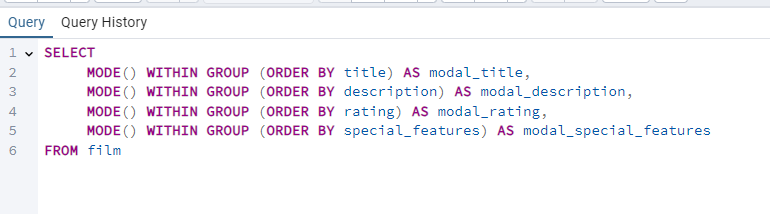 Query Query History
1 SELECT
2 MODE() WITHIN GROUP (ORDER BY title) AS modal_title,
3 MODE() WITHIN GROUP (ORDER BY description) AS modal_description,
4 MODE() WITHIN GROUP (ORDER BY rating) AS modal_rating,
5 MODE() WITHIN GROUP (ORDER BY special_features) AS modal_special_features
6 FROM film